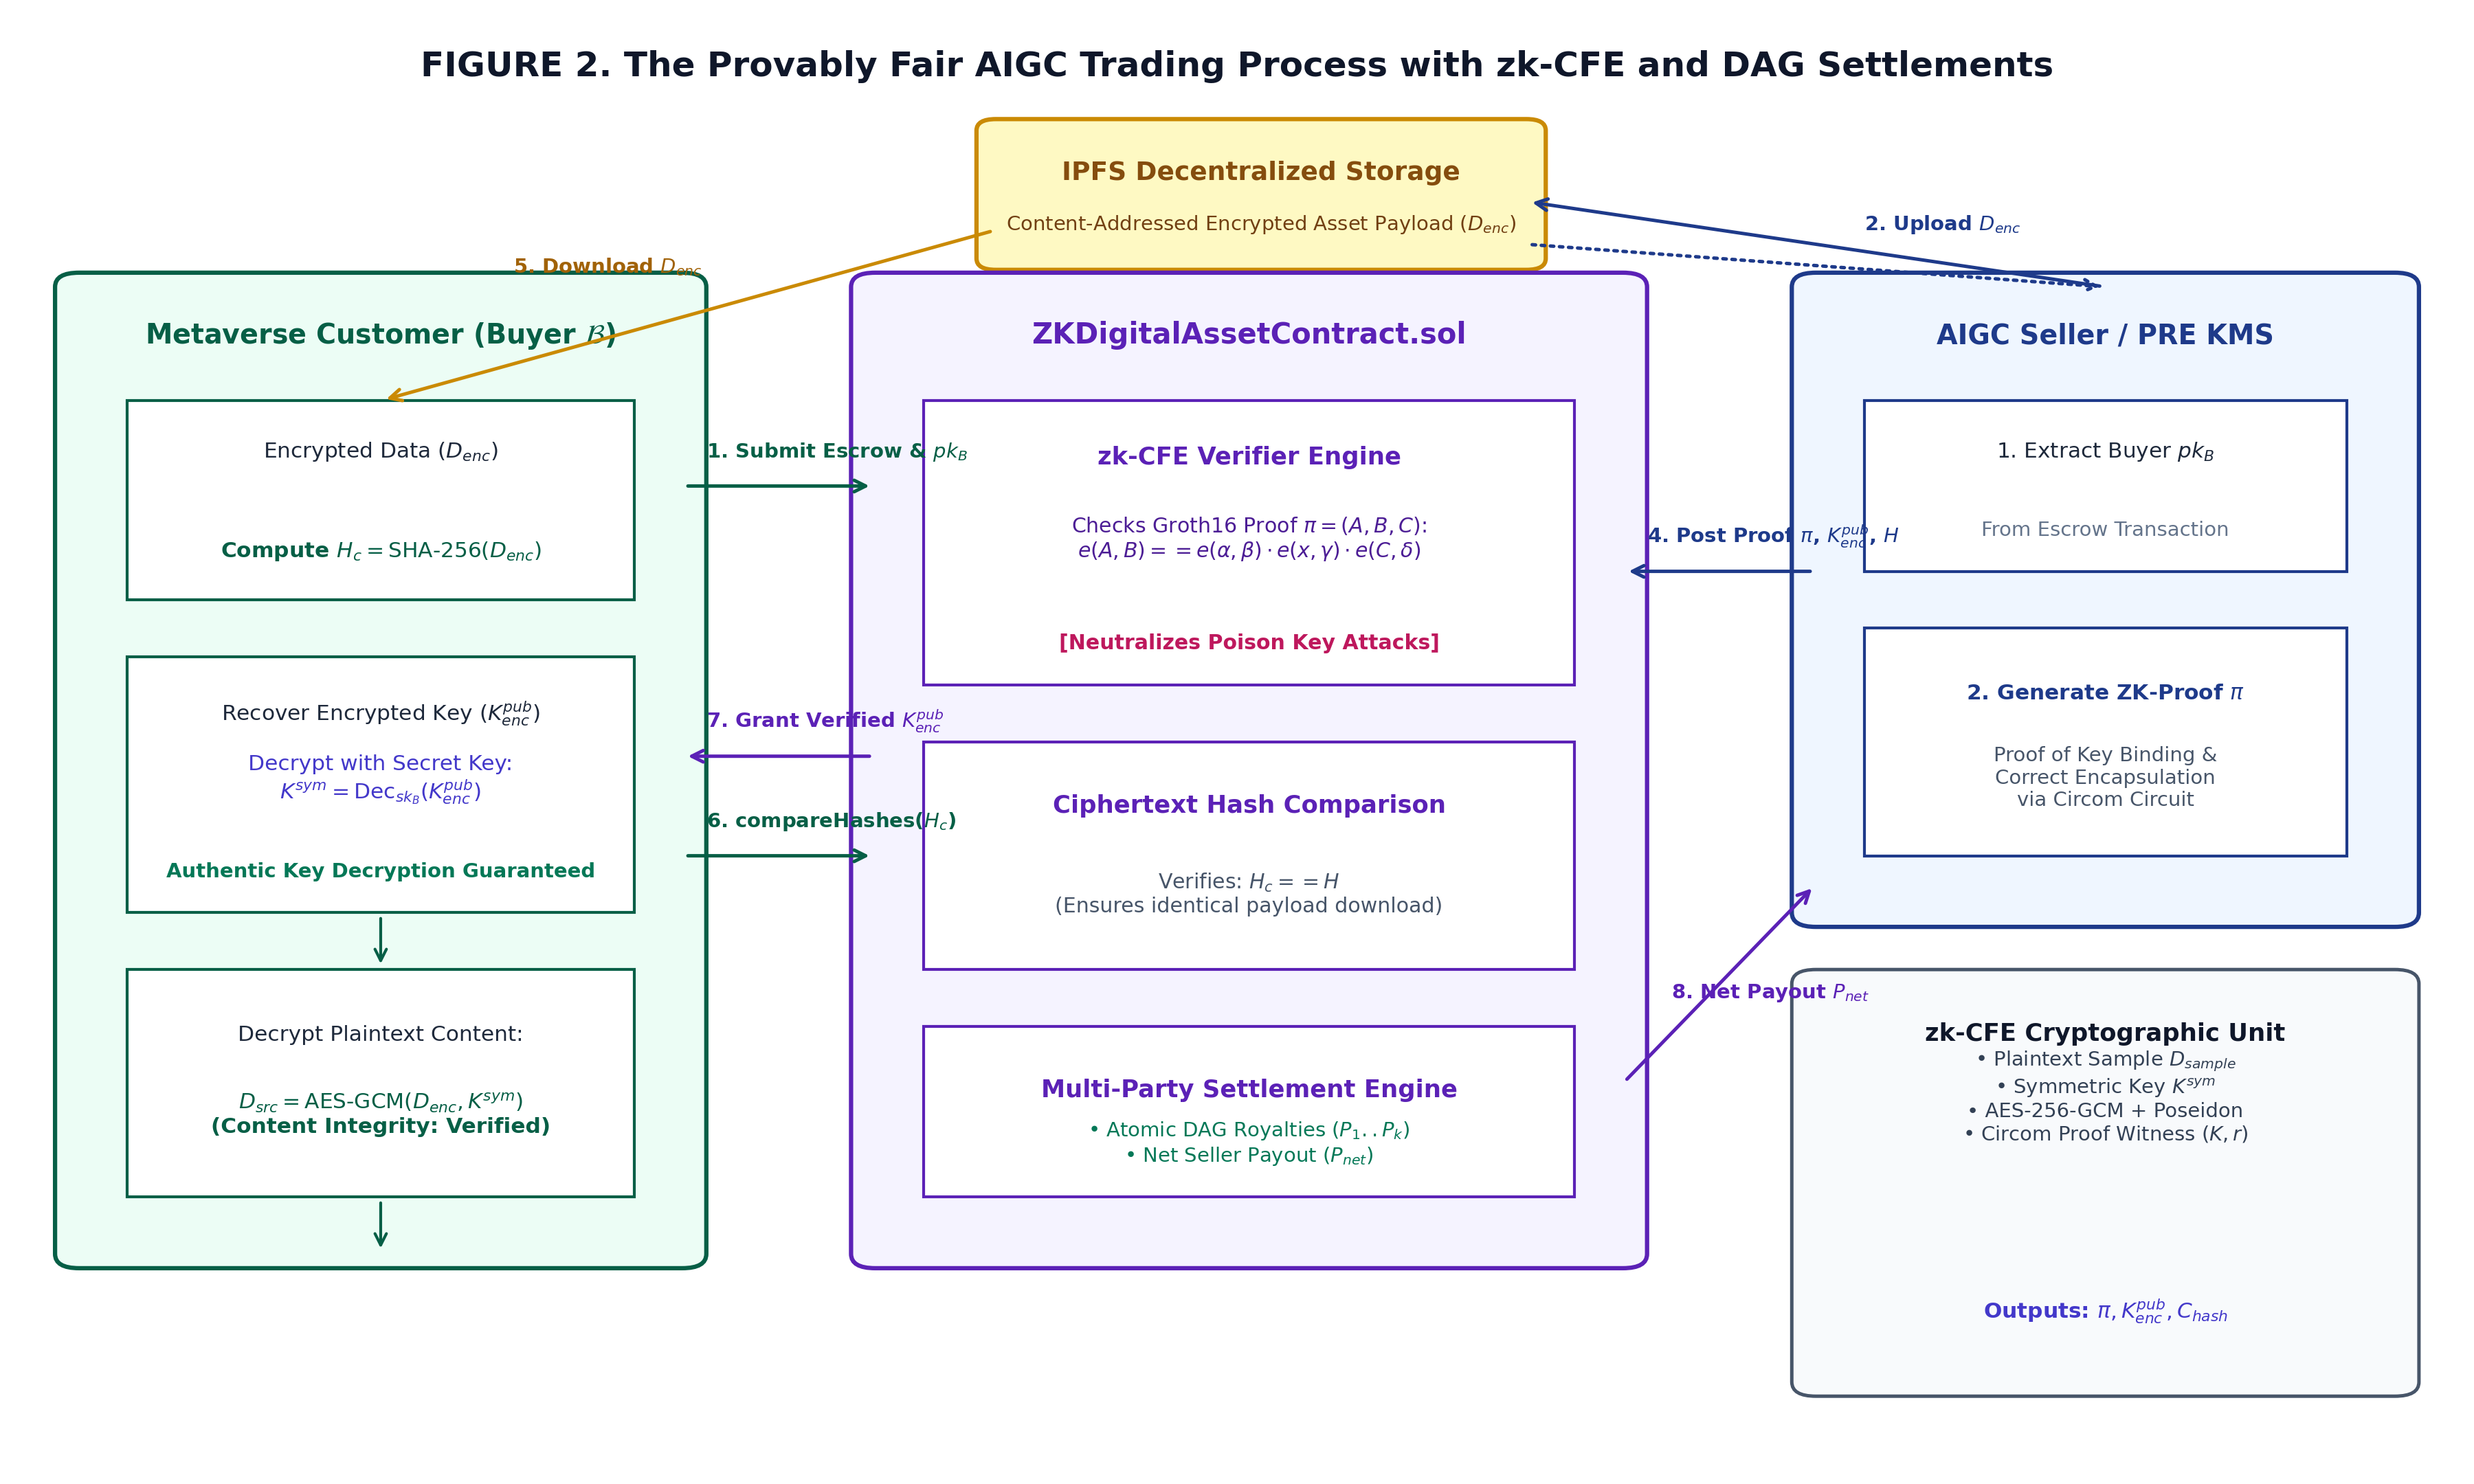 FIGURE 2. The Provably Fair AIGC Trading Process with zk-CFE and DAG Settlements
IPFS Decentralized Storage
Content-Addressed Encrypted Asset Payload (D_enc)
2. Upload D_enc
5. Download D_enc
Metaverse Customer (Buyer ℬ)
Encrypted Data (D_enc)
Compute H_c = SHA-256(D_enc)
Recover Encrypted Key (K_enc^pub)
Decrypt with Secret Key:
K^sym = Dec_{sk_B}(K_enc^pub)
Authentic Key Decryption Guaranteed
Decrypt Plaintext Content:
D_src = AES-GCM(D_enc, K^sym)
(Content Integrity: Verified)
1. Submit Escrow & pk_B
7. Grant Verified K_enc^pub
6. compareHashes(H_c)
ZKDigitalAssetContract.sol
zk-CFE Verifier Engine
Checks Groth16 Proof π = (A, B, C):
e(A, B) == e(α, β) · e(x, γ) · e(C, δ)
[Neutralizes Poison Key Attacks]
Ciphertext Hash Comparison
Verifies: H_c == H
(Ensures identical payload download)
Multi-Party Settlement Engine
• Atomic DAG Royalties (P_1..P_k)
• Net Seller Payout (P_net)
4. Post Proof π, K_enc^pub, H
8. Net Payout P_net
AIGC Seller / PRE KMS
1. Extract Buyer pk_B
From Escrow Transaction
2. Generate ZK-Proof π
Proof of Key Binding &
Correct Encapsulation
via Circom Circuit
zk-CFE Cryptographic Unit
• Plaintext Sample D_sample
• Symmetric Key K^sym
• AES-256-GCM + Poseidon
• Circom Proof Witness (K, r)
Outputs: π, K_enc^pub, C_hash